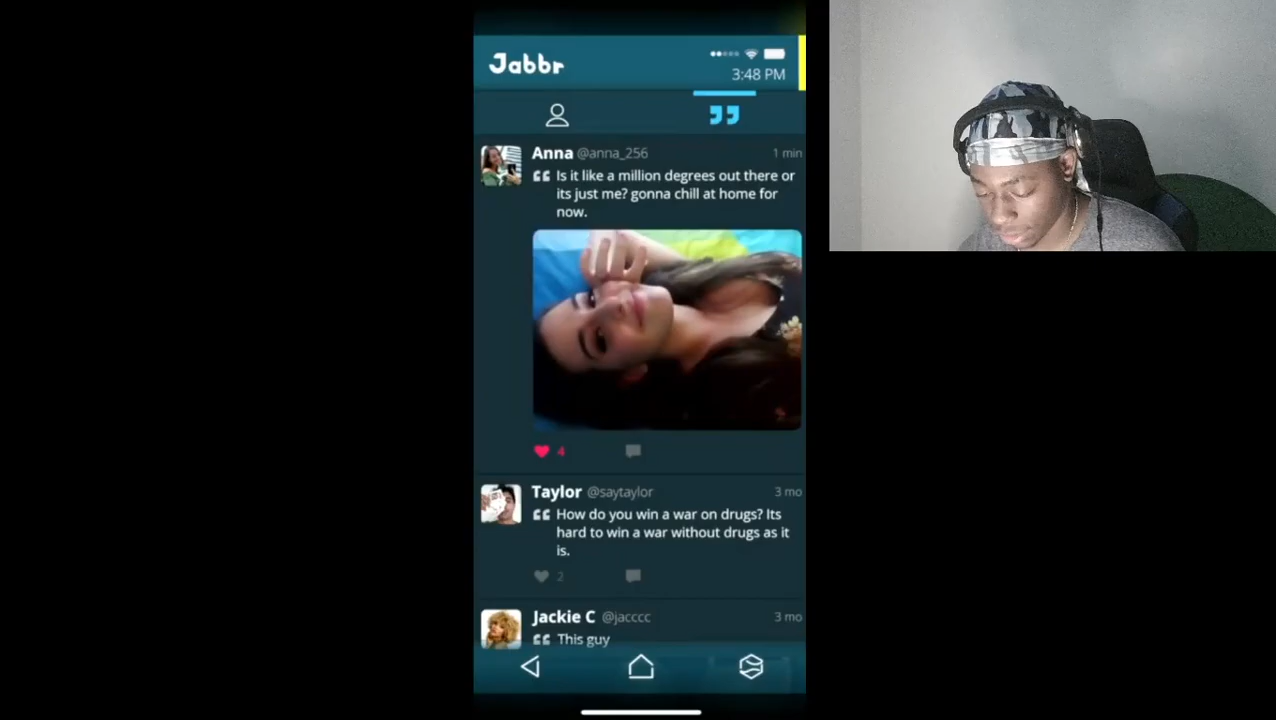 Jabbr
3:48 PM
Anna @anna_256 1 min
Is it like a million degrees out there or
its just me? gonna chill at home for
now.
4
Taylor @saytaylor 3 mo
How do you win a war on drugs? Its
hard to win a war without drugs as it
is.
2
Jackie C @jacccc 3 mo
This guy